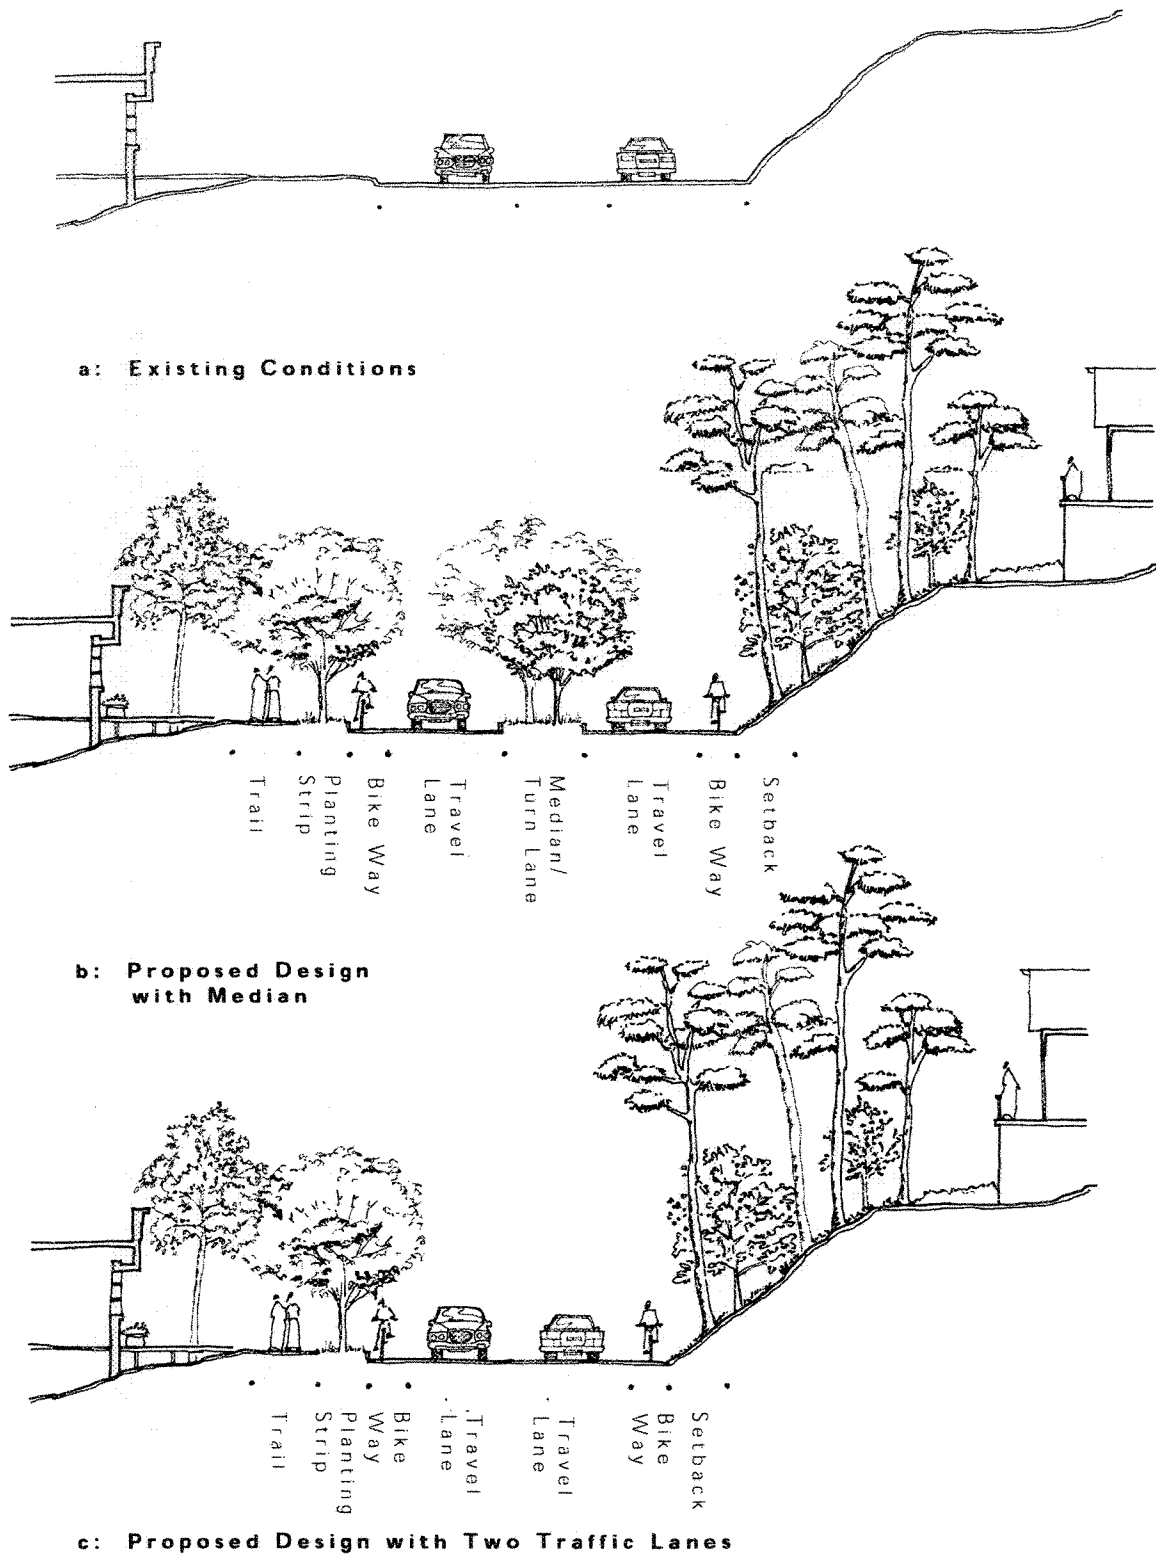 a: Existing Conditions
Trail
Planting
Strip
Bike Way
Travel
Lane
Median/
Turn Lane
Travel
Lane
Bike Way
Setback
b: Proposed Design
with Median
Trail
Planting
Strip
Bike
Way
Travel
Lane
Travel
Lane
Bike
Way
Setback
c: Proposed Design with Two Traffic Lanes